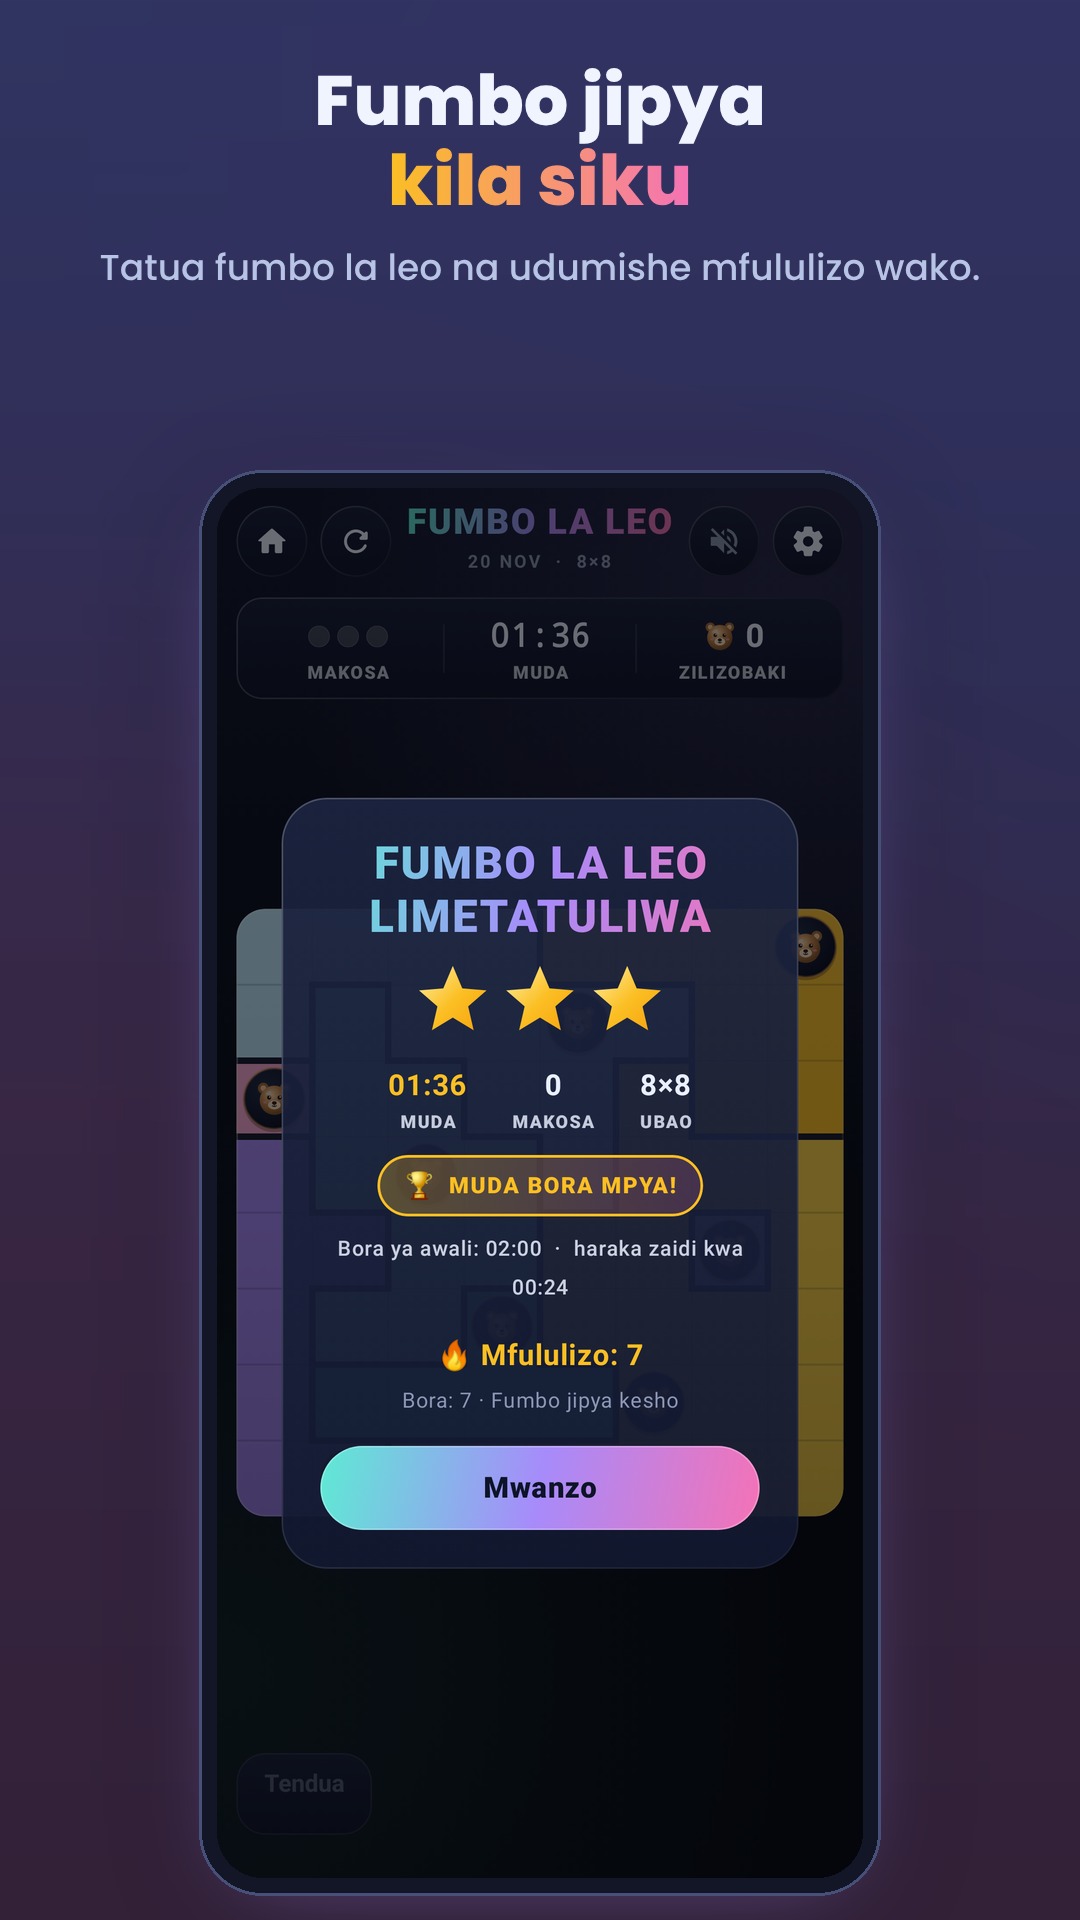 Fumbo jipya
kila siku
Tatua fumbo la leo na udumishe mfululizo wako.
FUMBO LA LEO
20 NOV · 8×8
01:36
0
MAKOSA
MUDA
ZILIZOBAKI
FUMBO LA LEO
LIMETATULIWA
01:36
0
8×8
MUDA
MAKOSA
UBAO
MUDA BORA MPYA!
Bora ya awali: 02:00 · haraka zaidi kwa
00:24
Mfululizo: 7
Bora: 7 · Fumbo jipya kesho
Mwanzo
Tendua